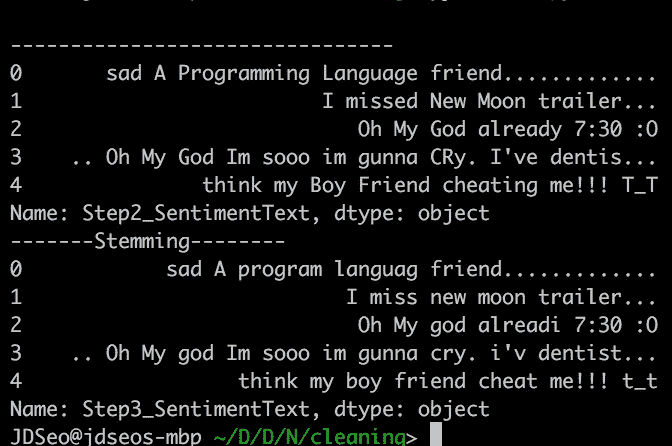 --------------------------------
0 sad A Programming Language friend.............
1 I missed New Moon trailer...
2 Oh My God already 7:30 :O
3 .. Oh My God Im sooo im gunna CRy. I've dentis...
4 think my Boy Friend cheating me!!! T_T
Name: Step2_SentimentText, dtype: object
-------Stemming--------
0 sad A program languag friend.............
1 I miss new moon trailer...
2 Oh My god alreadi 7:30 :O
3 .. Oh My god Im sooo im gunna cry. i'v dentist...
4 think my boy friend cheat me!!! t_t
Name: Step3_SentimentText, dtype: object
JDSeo@jdseos-mbp ~/D/D/N/cleaning>